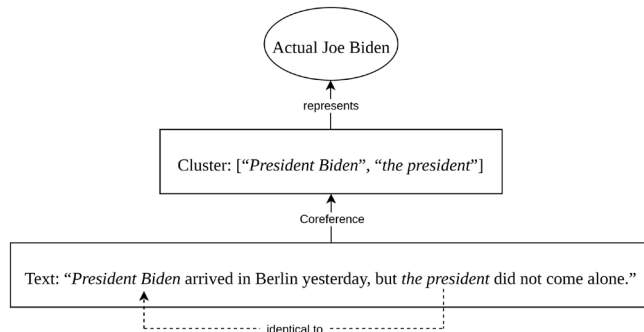 Actual Joe Biden
represents
Cluster: [“President Biden”, “the president”]
Coreference
Text: “President Biden arrived in Berlin yesterday, but the president did not come alone.”
identical to